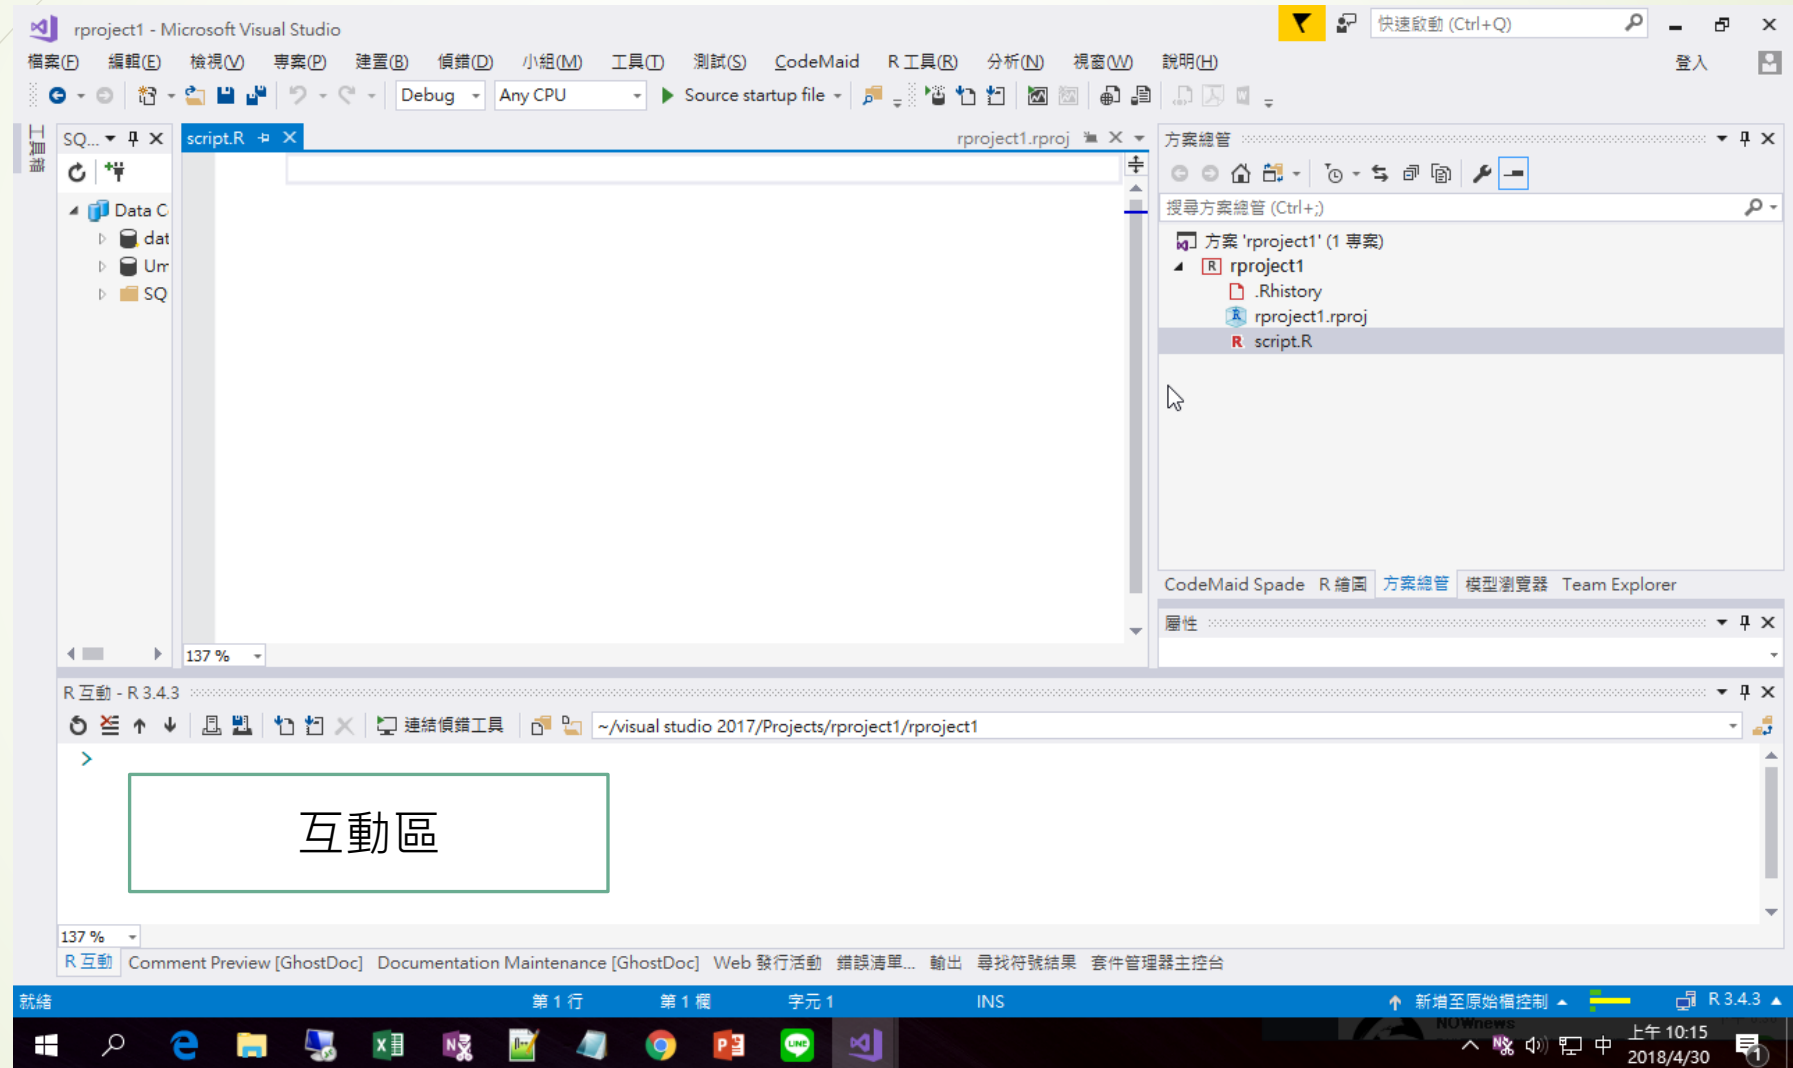 rproject1 - Microsoft Visual Studio
快速啟動 (Ctrl+Q)
檔案(F) 編輯(E) 檢視(V) 專案(P) 建置(B) 偵錯(D) 小組(M) 工具(T) 測試(S) CodeMaid R 工具(R) 分析(N) 視窗(W) 說明(H) 登入
Debug Any CPU Source startup file
工具箱
SQ...
script.R
rproject1.rproj
方案總管
搜尋方案總管 (Ctrl+;)
Data C
dat
Um
SQ
方案 'rproject1' (1 專案)
rproject1
.Rhistory
rproject1.rproj
script.R
CodeMaid Spade R 繪圖 方案總管 模型瀏覽器 Team Explorer
屬性
137 %
R 互動 - R 3.4.3
連結偵錯工具 ~/visual studio 2017/Projects/rproject1/rproject1
>
互動區
137 %
R 互動 Comment Preview [GhostDoc] Documentation Maintenance [GhostDoc] Web 發行活動 錯誤清單... 輸出 尋找符號結果 套件管理器主控台
就緒 第 1 行 第 1 欄 字元 1 INS 新增至原始檔控制 R 3.4.3
NOWnews
中 上午 10:15
2018/4/30
1